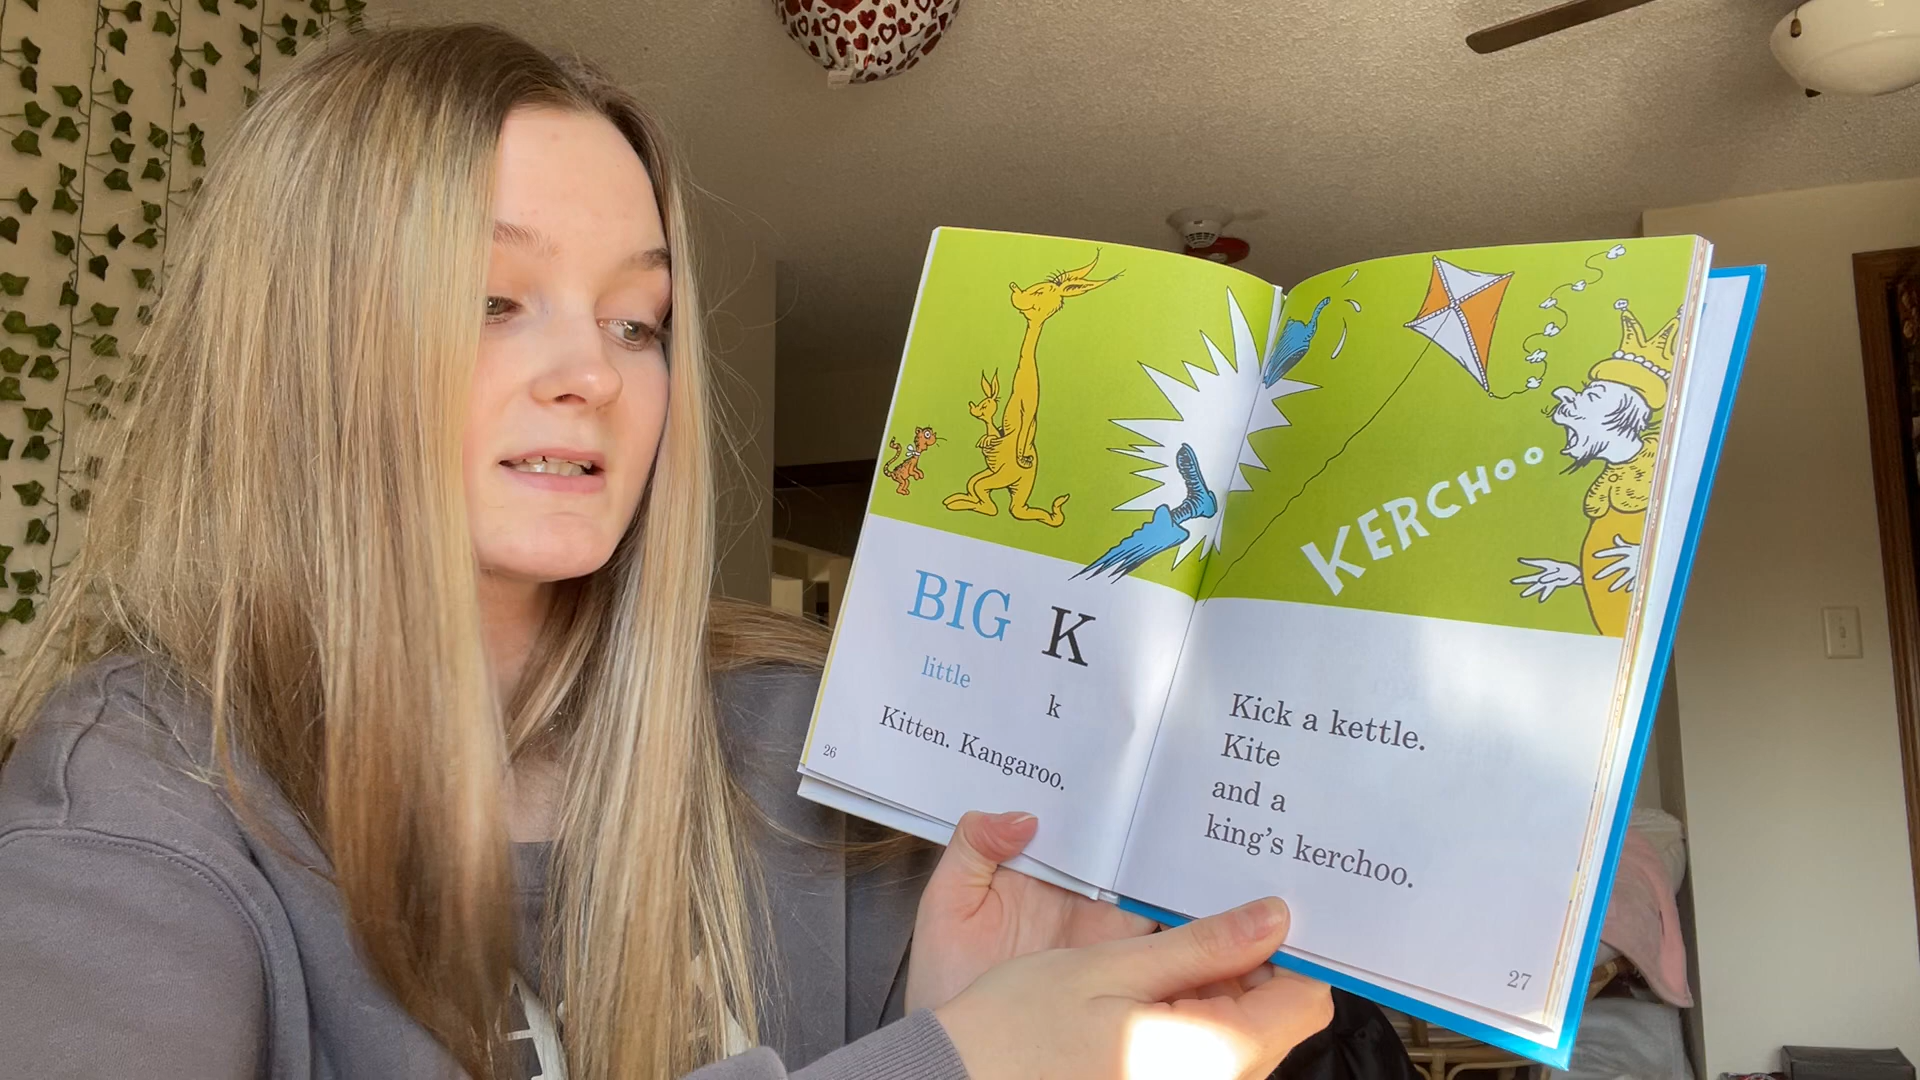 BIG K
little k
Kitten. Kangaroo.
26
KERCHOO
Kick a kettle.
Kite
and a
king's kerchoo.
27